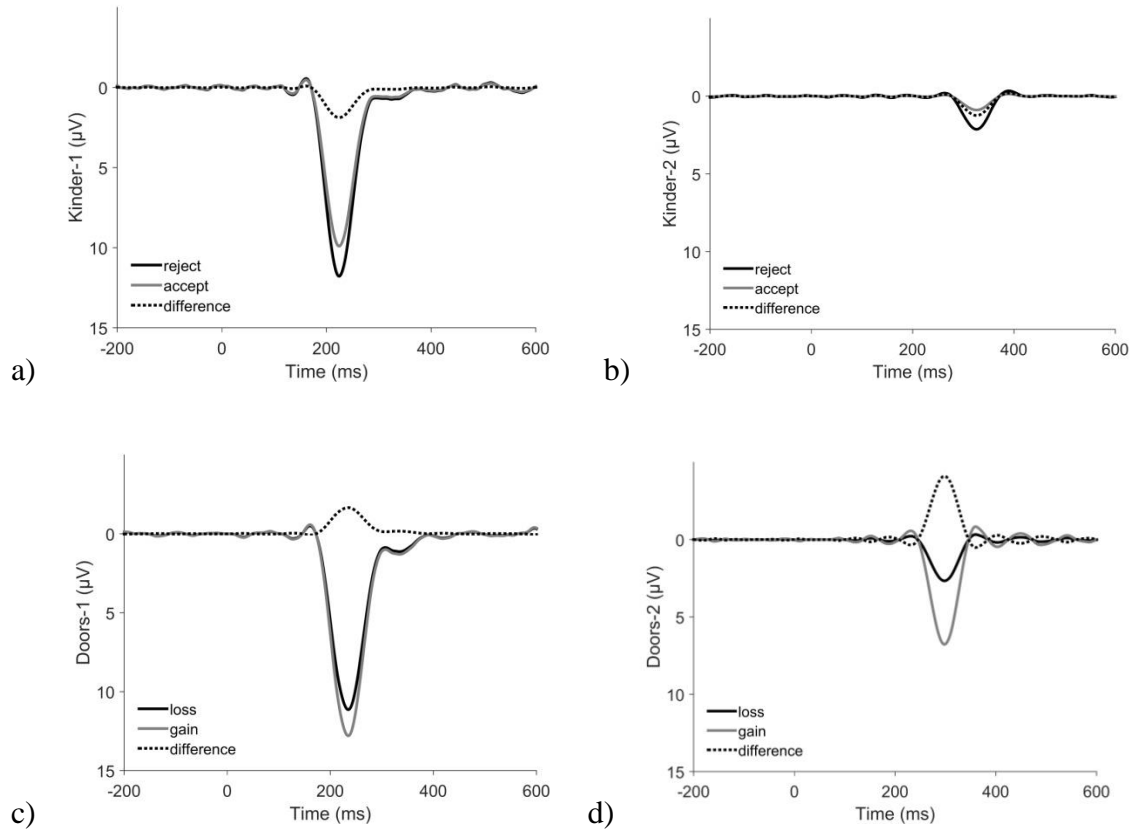 0
5
10
15
Kinder-1 (µV)
reject
accept
difference
-200 0 200 400 600
Time (ms)
a)
0
5
10
15
Kinder-2 (µV)
reject
accept
difference
-200 0 200 400 600
Time (ms)
b)
0
5
10
15
Doors-1 (µV)
loss
gain
difference
-200 0 200 400 600
Time (ms)
c)
0
5
10
15
Doors-2 (µV)
loss
gain
difference
-200 0 200 400 600
Time (ms)
d)